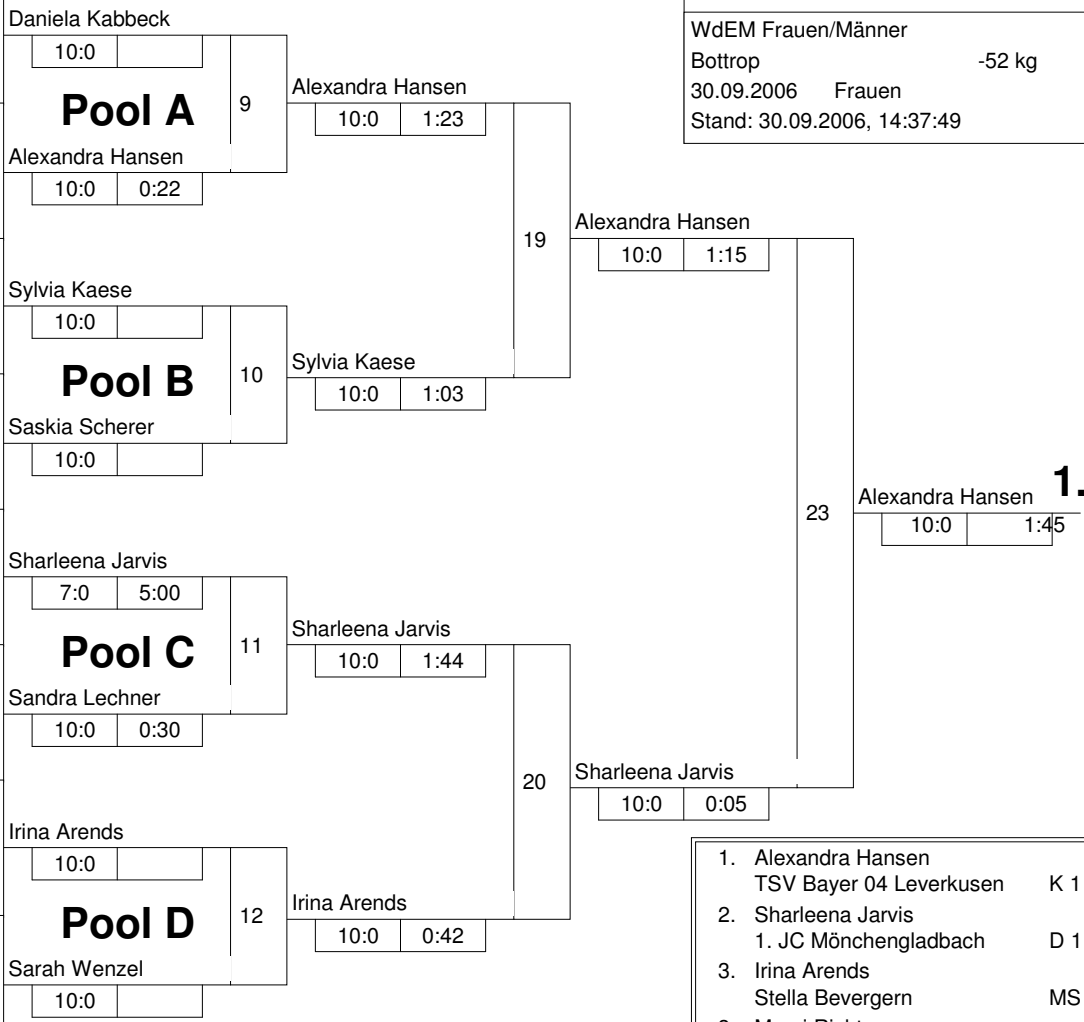 Daniela Kabbeck
10:0
Pool A
9
Alexandra Hansen
10:0 0:22
Sylvia Kaese
10:0
Pool B
10
Saskia Scherer
10:0
Sharleena Jarvis
7:0 5:00
Pool C
11
Sandra Lechner
10:0 0:30
Irina Arends
10:0
Pool D
12
Sarah Wenzel
10:0
Alexandra Hansen
10:0 1:23
19
Sylvia Kaese
10:0 1:03
Sharleena Jarvis
10:0 1:44
20
Irina Arends
10:0 0:42
Alexandra Hansen
10:0 1:15
23
Sharleena Jarvis
10:0 0:05
Alexandra Hansen 1.
10:0 1:45
WdEM Frauen/Männer
Bottrop -52 kg
30.09.2006 Frauen
Stand: 30.09.2006, 14:37:49
1. Alexandra Hansen
TSV Bayer 04 Leverkusen K 1
2. Sharleena Jarvis
1. JC Mönchengladbach D 1
3. Irina Arends
Stella Bevergern MS